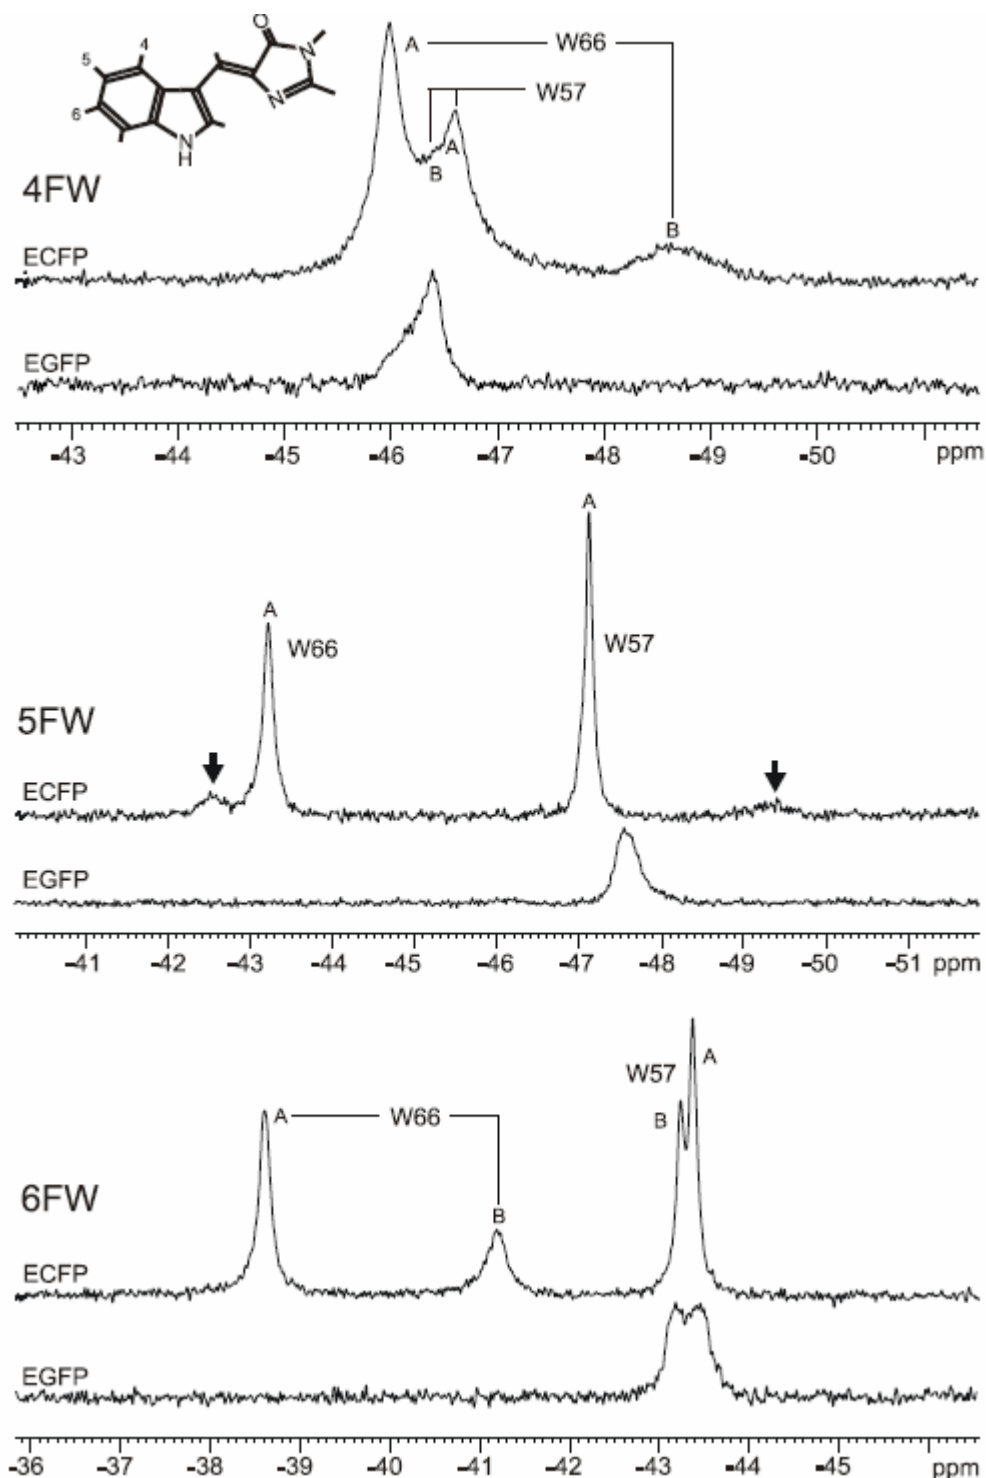 O
4
N
5
A
W66
W57
6
N
A
N
H
B
B
4FW
ECFP
EGFP
-43 -44 -45 -46 -47 -48 -49 -50 ppm
A
A
W66
W57
5FW
ECFP
EGFP
-41 -42 -43 -44 -45 -46 -47 -48 -49 -50 -51 ppm
A
W57
A
W66
B
6FW
B
ECFP
EGFP
-36 -37 -38 -39 -40 -41 -42 -43 -44 -45 ppm